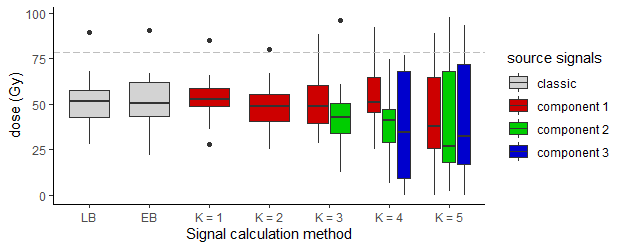 100
75
50
25
0
dose (Gy)
LB EB K = 1 K = 2 K = 3 K = 4 K = 5
Signal calculation method
source signals
classic
component 1
component 2
component 3